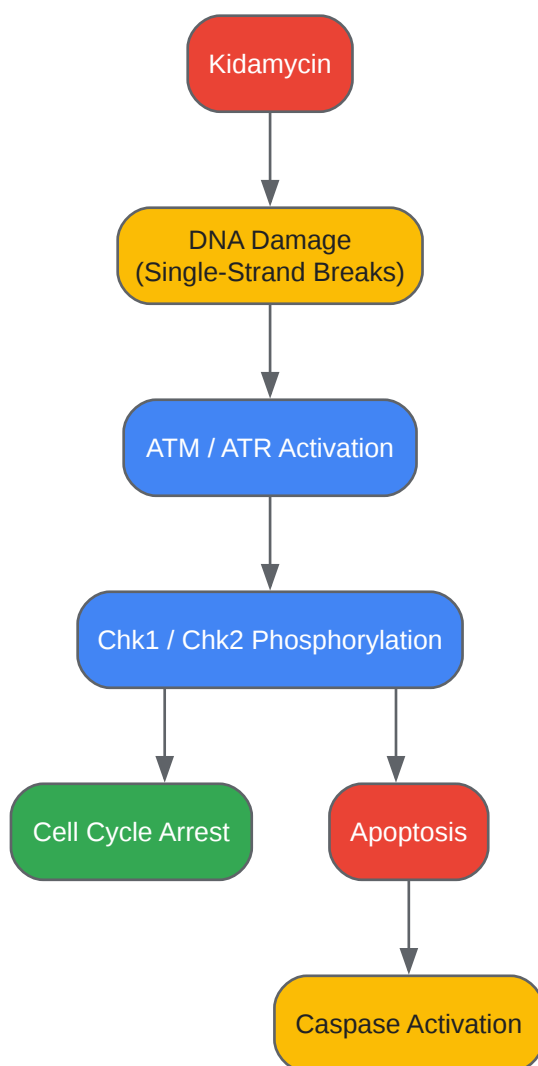 Kidamycin
DNA Damage
(Single-Strand Breaks)
ATM / ATR Activation
Chk1 / Chk2 Phosphorylation
Cell Cycle Arrest
Apoptosis
Caspase Activation